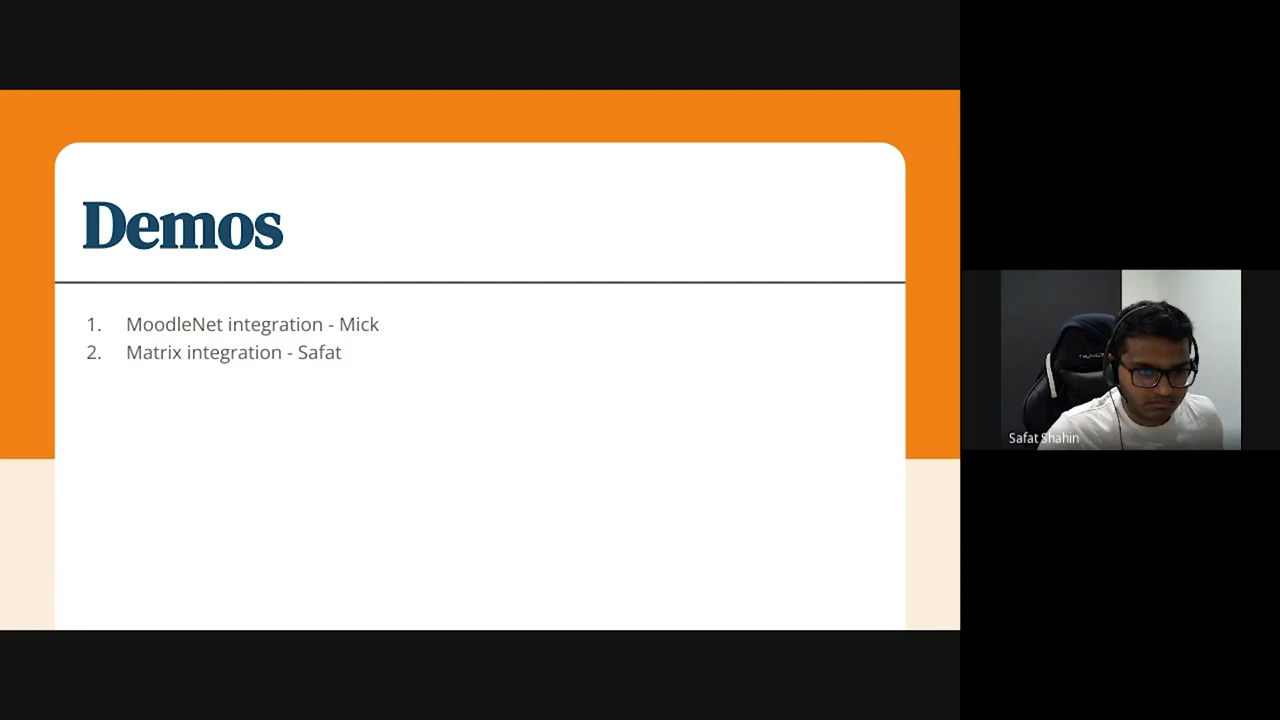 Demos
1. MoodleNet integration - Mick
2. Matrix integration - Safat
Safat Shahin